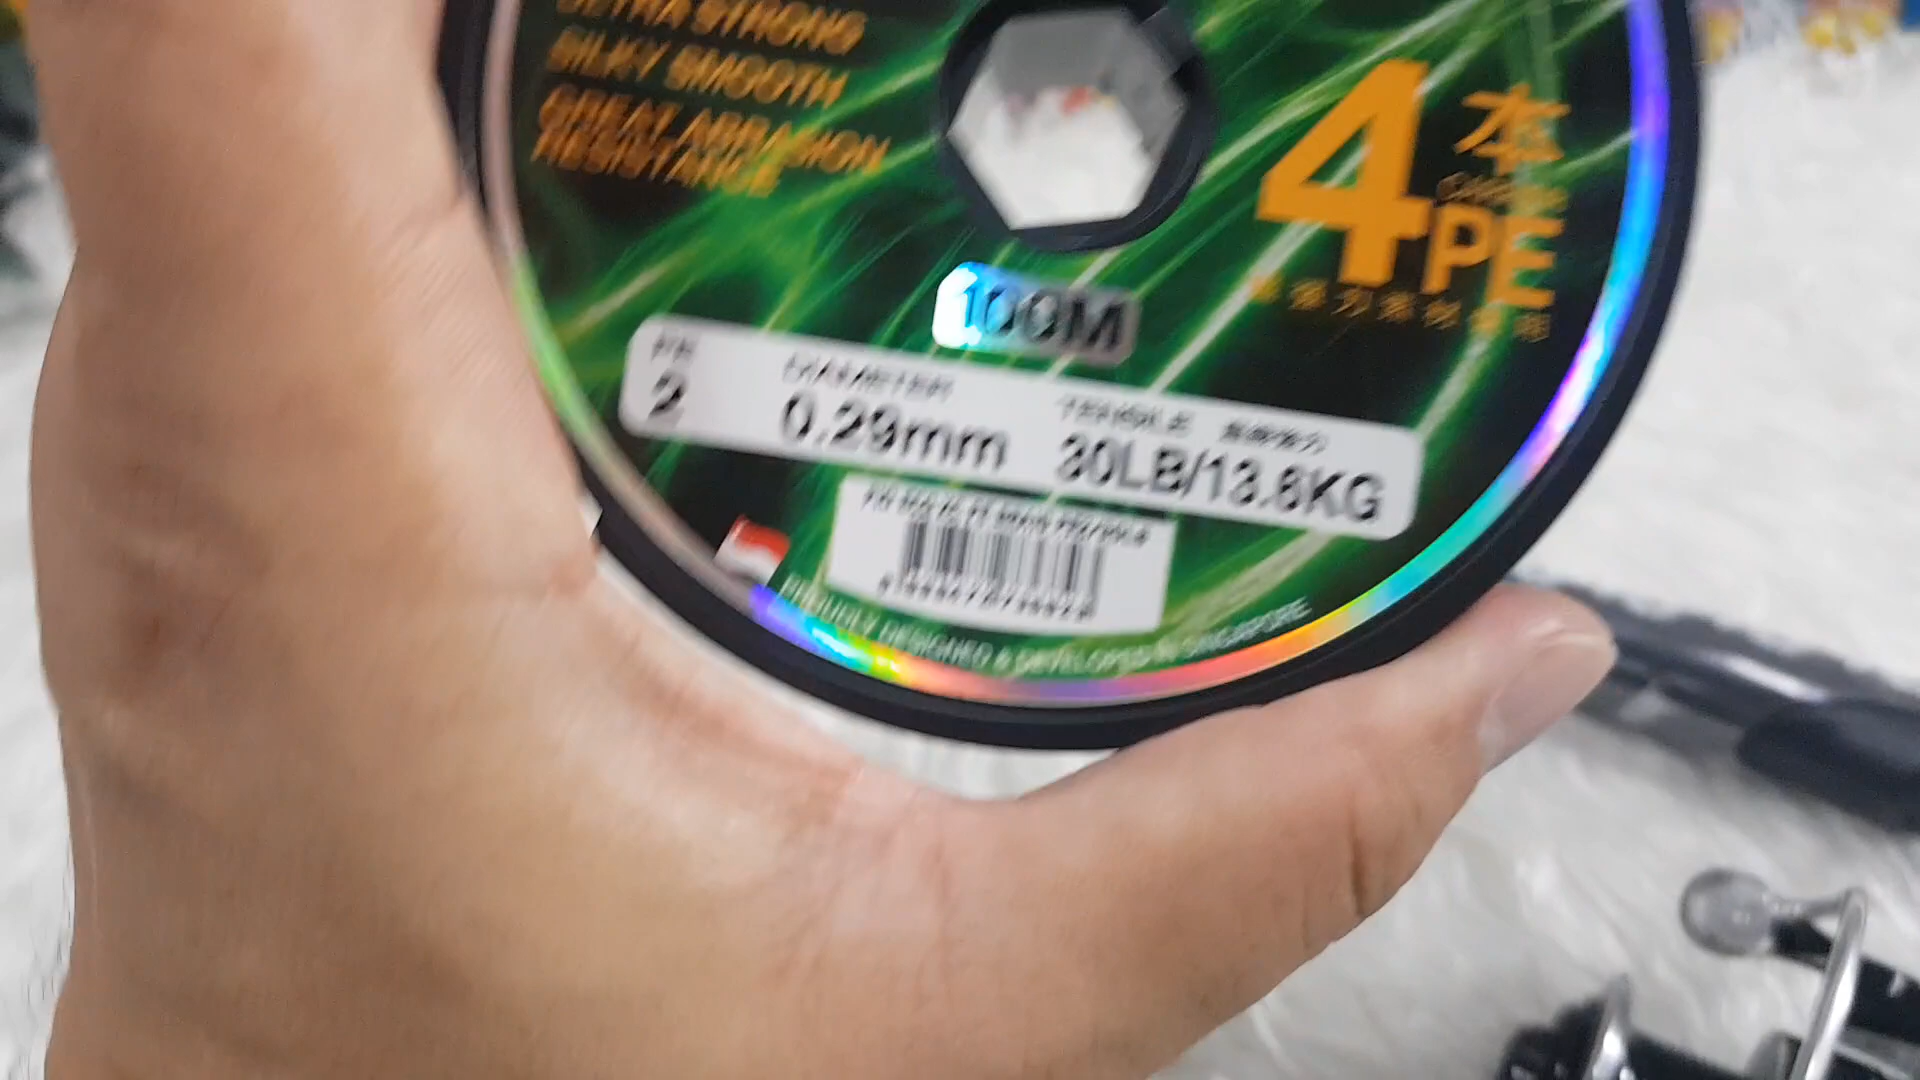 ULTRA STRONG
SILKY SMOOTH
GREAT ABRASION
RESISTANCE
4本
PE
100M
PE DIAMETER TENSILE
2 0.29mm 30LB/13.6KG
PROUDLY DESIGNED & DEVELOPED IN SINGAPORE